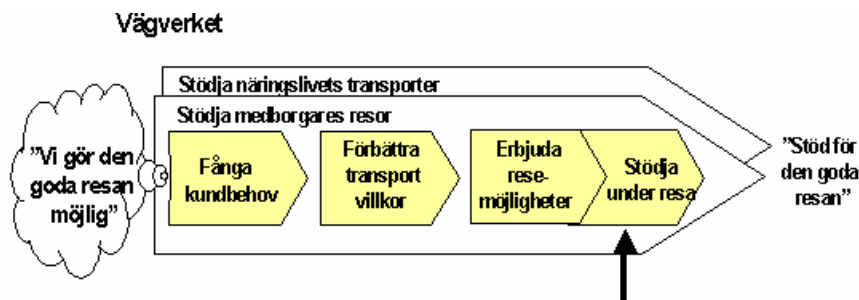 Vägverket
Stödja näringslivets transporter
Stödja medborgares resor
”Vi gör den
goda resan
möjlig”
Fånga
kundbehov
Förbättra
transport
villkor
Erbjuda
rese-
möjligheter
Stödja
under resa
”Stöd för
den goda
resan”